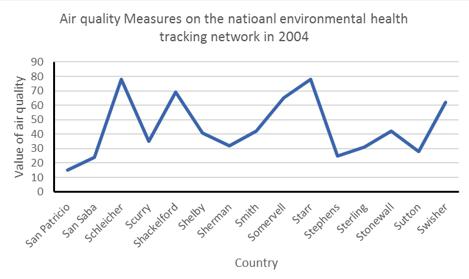 Air quality Measures on the natioanl environmental health
tracking network in 2004
Value of air quality
90
80
70
60
50
40
30
20
10
0
San Patricio
San Saba
Schleicher
Scurry
Shackelford
Shelby
Sherman
Smith
Somervell
Starr
Stephens
Sterling
Stonewall
Sutton
Swisher
Country